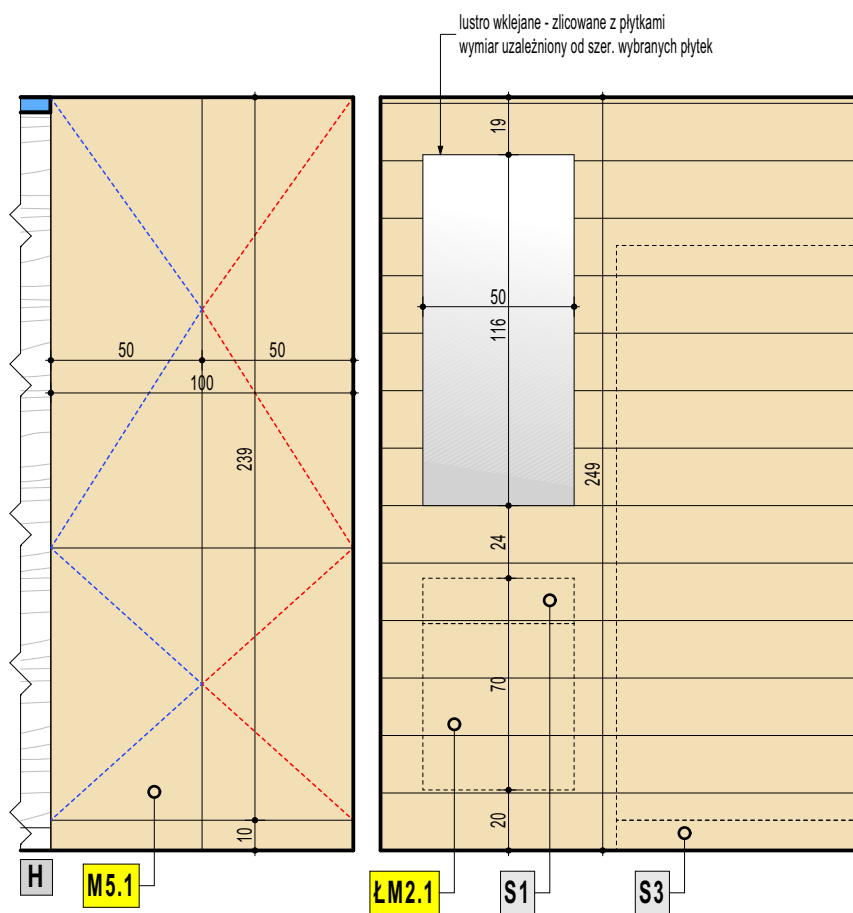 lustro wklejane - zlicowane z płytkami
wymiar uzależniony od szer. wybranych płytek
50
50
100
239
10
19
50
116
249
24
70
20
H
M5.1
ŁM2.1
S1
S3